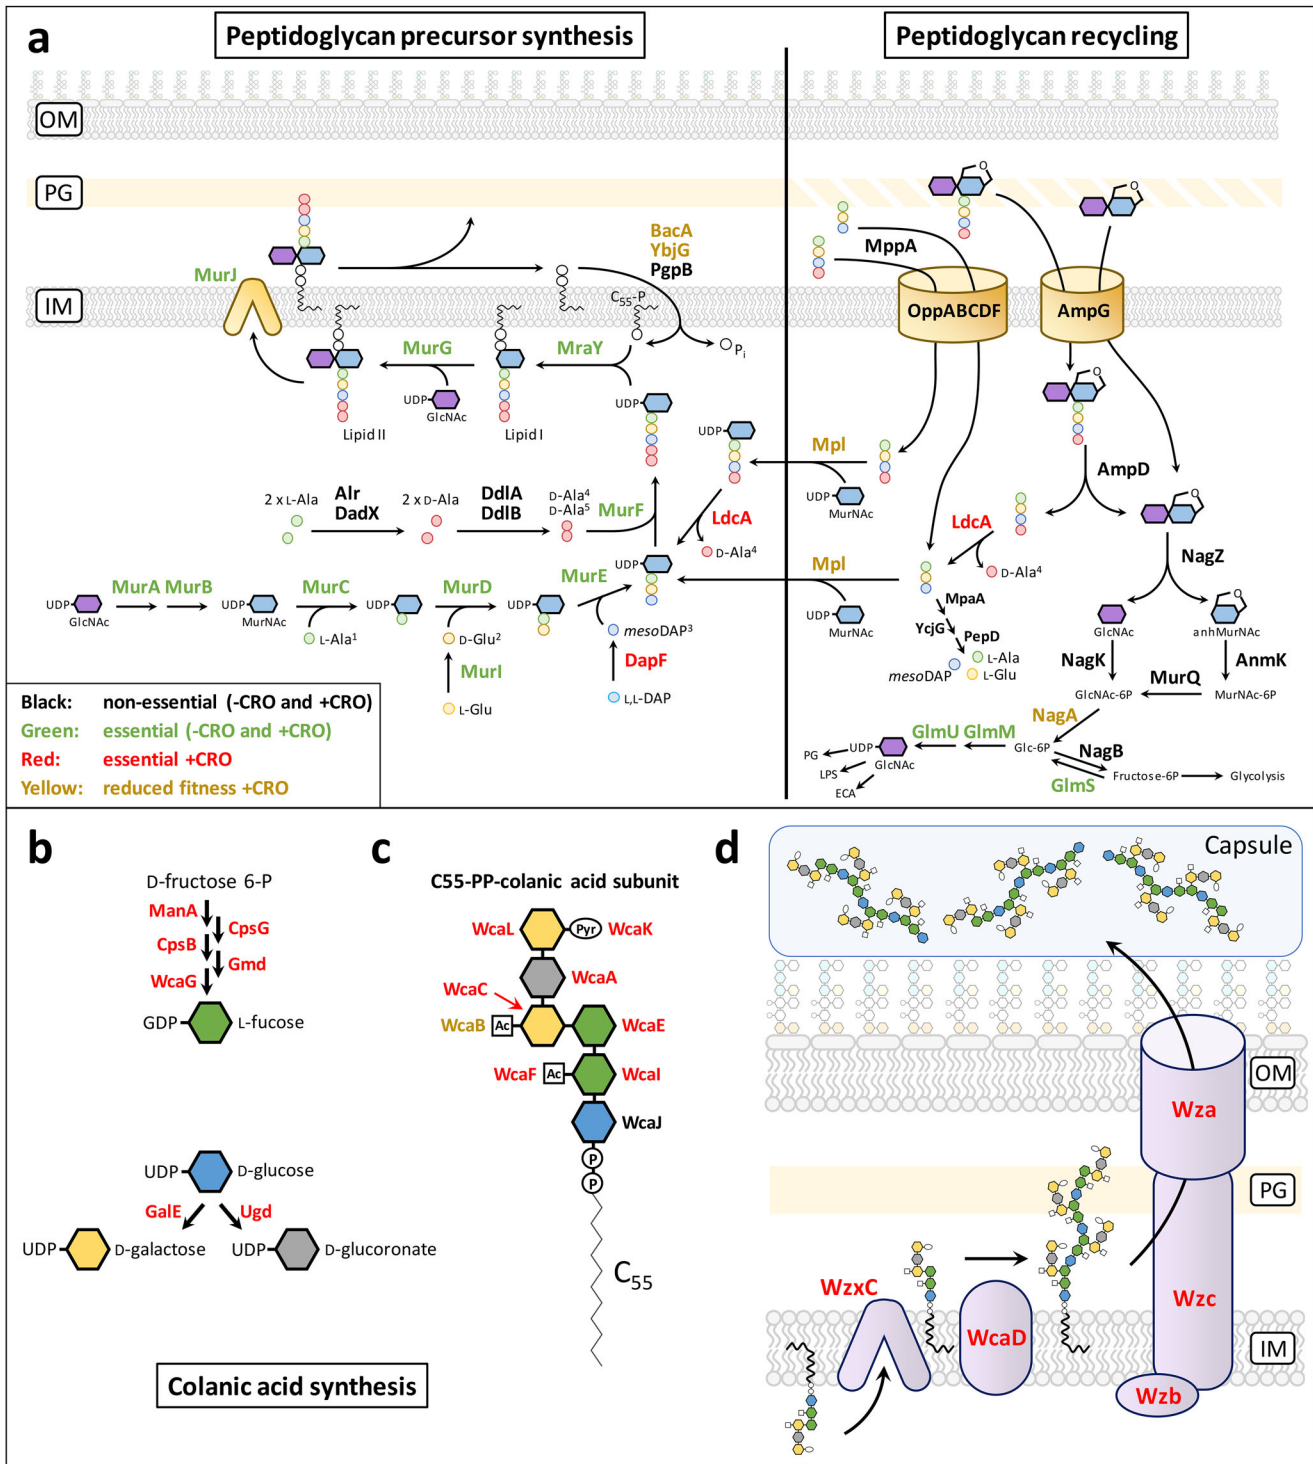 a
Peptidoglycan precursor synthesis
Peptidoglycan recycling
OM
PG
IM
MurJ
BacA
YbjG
PgpB
C55-P
Pi
MurG
MraY
UDP
GlcNAc
Lipid II
Lipid I
UDP
UDP
2 x L-Ala
Alr
DadX
2 x D-Ala
DdlA
DdlB
D-Ala4
D-Ala5
MurF
LdcA
D-Ala4
UDP
MurE
UDP
GlcNAc
MurA
MurB
UDP
MurNAc
MurC
L-Ala1
UDP
MurD
D-Glu2
UDP
MurI
L-Glu
mesoDAP3
DapF
L,L-DAP
Black: non-essential (-CRO and +CRO)
Green: essential (-CRO and +CRO)
Red: essential +CRO
Yellow: reduced fitness +CRO
O
O
MppA
OppABCDF
AmpG
O
Mpl
UDP
MurNAc
AmpD
LdcA
D-Ala4
O
Mpl
UDP
MurNAc
MpaA
YcjG
PepD
L-Ala
mesoDAP
L-Glu
NagZ
O
GlcNAc
anhMurNAc
NagK
AnmK
MurQ
GlcNAc-6P
MurNAc-6P
NagA
GlmU GlmM
Glc-6P
NagB
PG
UDP
GlcNAc
LPS
ECA
GlmS
Fructose-6P
Glycolysis
b
D-fructose 6-P
ManA
CpsG
CpsB
Gmd
WcaG
GDP
L-fucose
UDP
D-glucose
GalE
Ugd
UDP
D-galactose
UDP
D-glucoronate
Colanic acid synthesis
c
C55-PP-colanic acid subunit
WcaL
Pyr
WcaK
WcaA
WcaC
WcaB
Ac
WcaE
WcaF
Ac
WcaI
WcaJ
P
P
C55
d
Capsule
OM
Wza
PG
WzxC
WcaD
Wzc
IM
Wzb